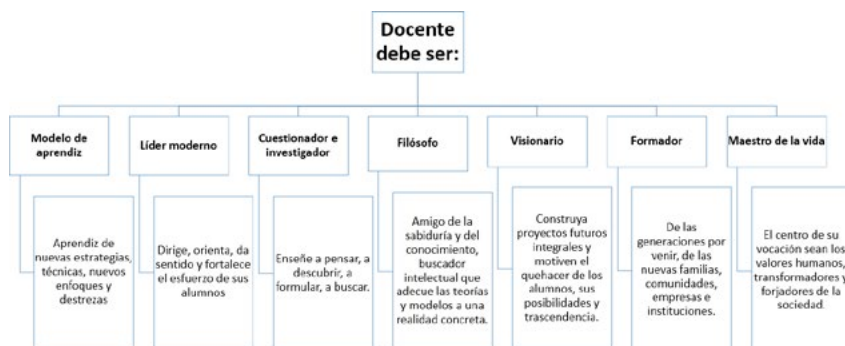 Docente
debe ser:
Modelo de
aprendiz
Líder moderno
Cuestionador e
investigador
Filósofo
Visionario
Formador
Maestro de la vida
Aprendiz de
nuevas estrategias,
técnicas, nuevos
enfoques y
destrezas
Dirige, orienta, da
sentido y fortalece
el esfuerzo de sus
alumnos
Enseñe a pensar, a
descubrír, a
formular, a buscar.
Amigo de la
sabiduría y del
conocimiento,
buscador
intelectual que
adecue las teorías
y modelos a una
realidad concreta.
Construya
proyectos futuros
integrales y
motiven el
quehacer de los
alumnos, sus
posibilidades y
trascendencia.
De las
generaciones por
venir, de las
nuevas familias,
comunidades,
empresas e
instituciones.
El centro de su
vocación sean los
valores humanos,
transformadores y
forjadores de la
sociedad.